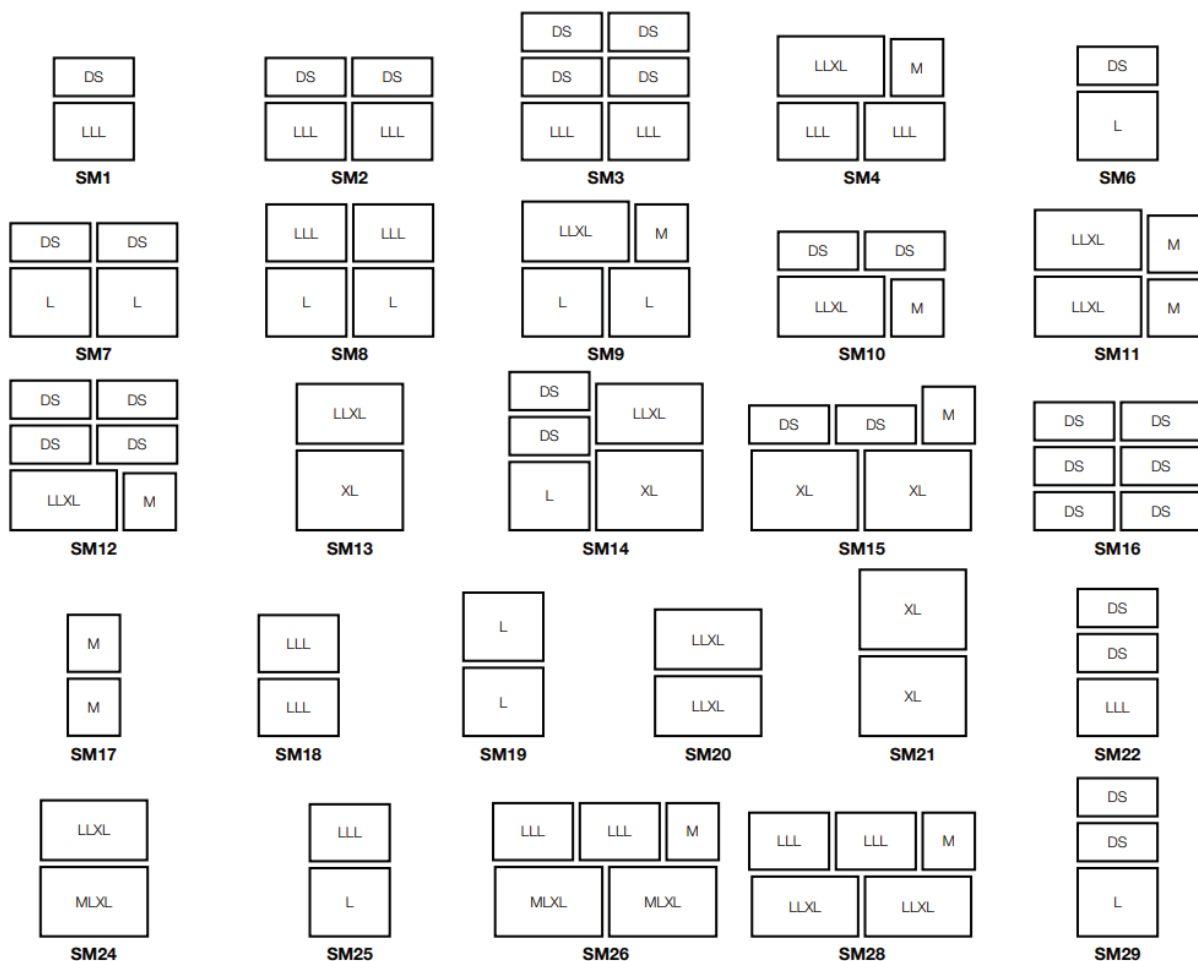 DS DS
DS LLXL M DS
DS DS DS DS
LLL LLL LLL LLL LLL LLL LLL L
SM1 SM2 SM3 SM4 SM6
DS DS LLL LLL LLXL M DS DS LLXL M
L L L L L L LLXL M LLXL M
SM7 SM8 SM9 SM10 SM11
DS DS LLXL DS LLXL DS DS M DS DS
DS DS DS DS DS
LLXL M XL L XL XL XL DS DS
SM12 SM13 SM14 SM15 SM16
M LLL L LLXL XL DS
DS
M LLL L LLXL XL LLL
SM17 SM18 SM19 SM20 SM21 SM22
LLXL LLL LLL LLL M LLL LLL M DS
DS
MLXL L MLXL MLXL LLXL LLXL L
SM24 SM25 SM26 SM28 SM29